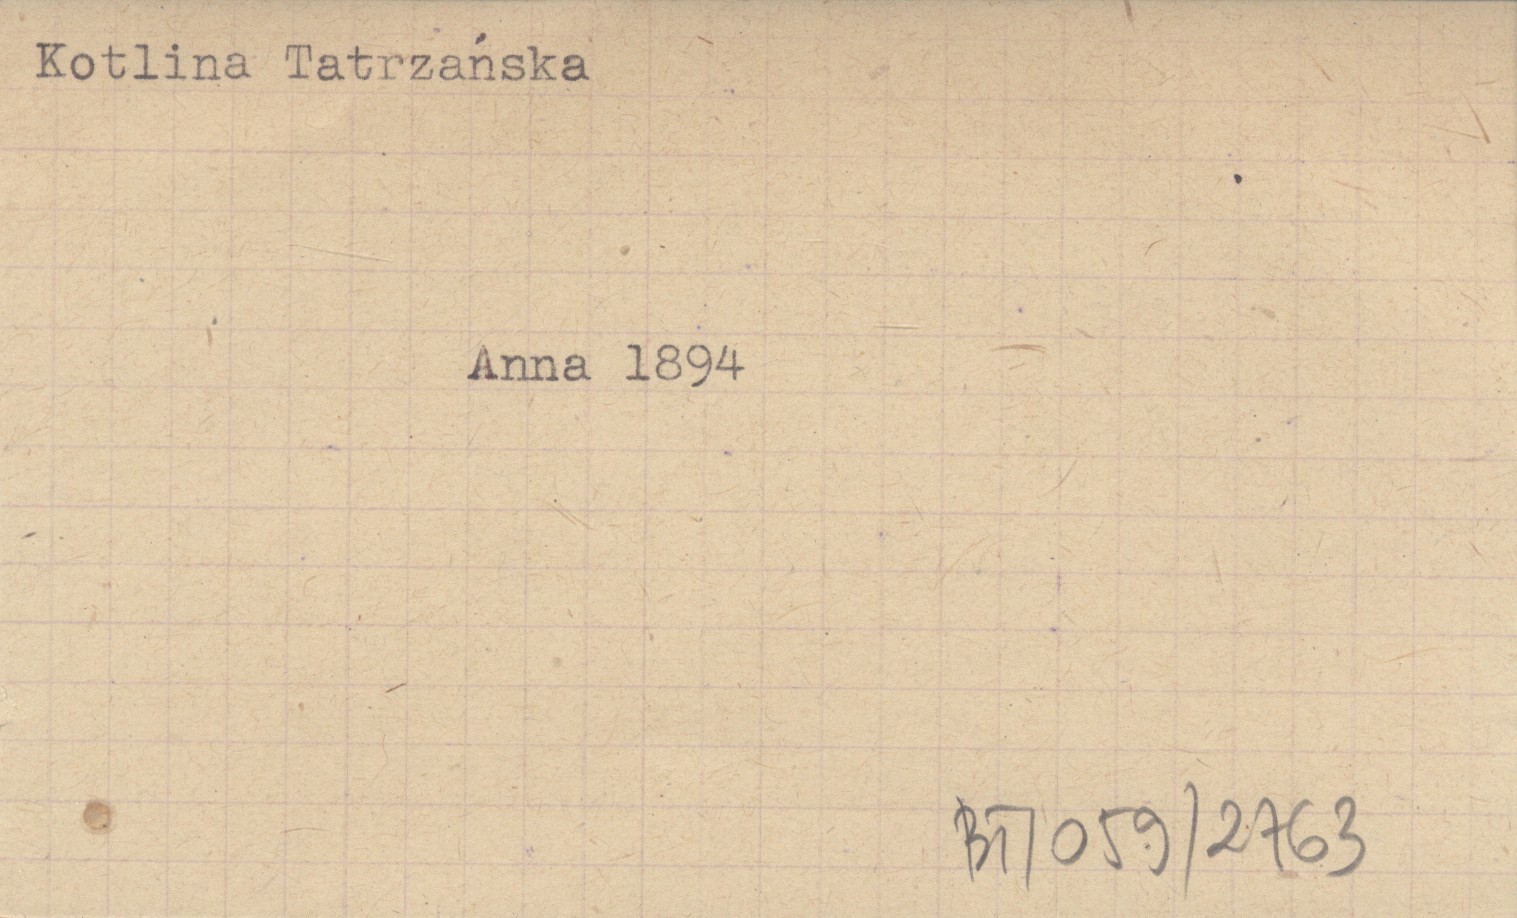 Kotlina Tatrzańska
Anna 1894
BT/059/2763